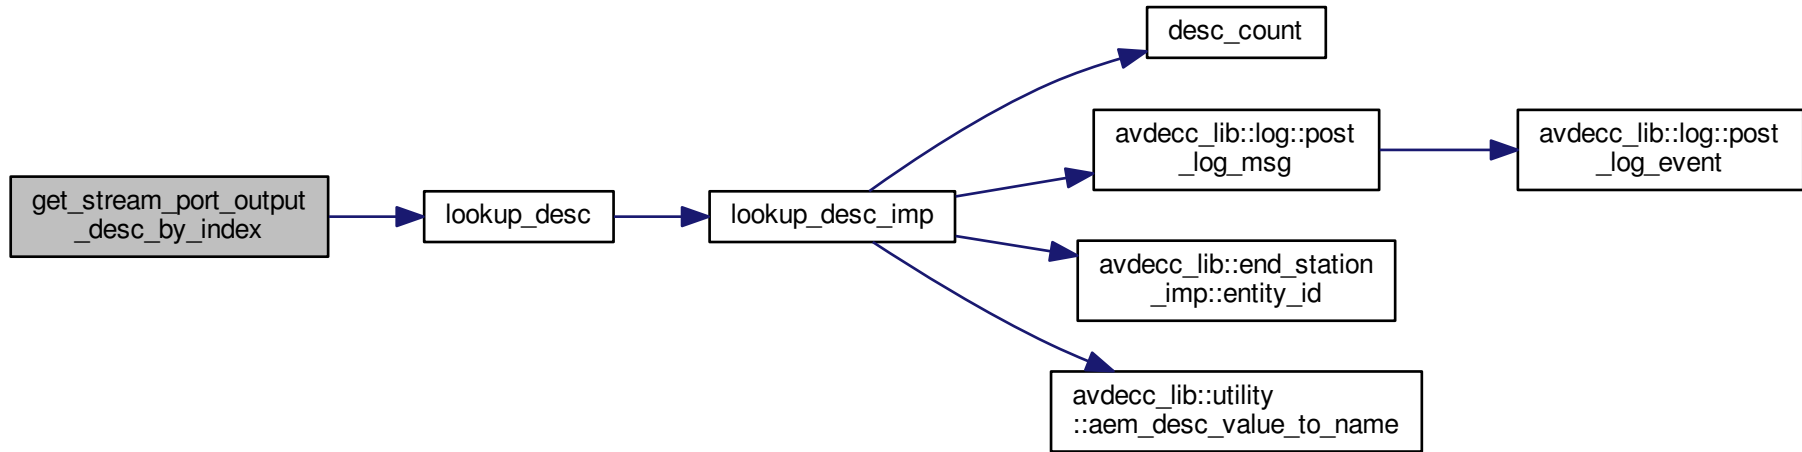 get_stream_port_output
_desc_by_index
lookup_desc
lookup_desc_imp
desc_count
avdecc_lib::log::post
_log_msg
avdecc_lib::log::post
_log_event
avdecc_lib::end_station
_imp::entity_id
avdecc_lib::utility
::aem_desc_value_to_name